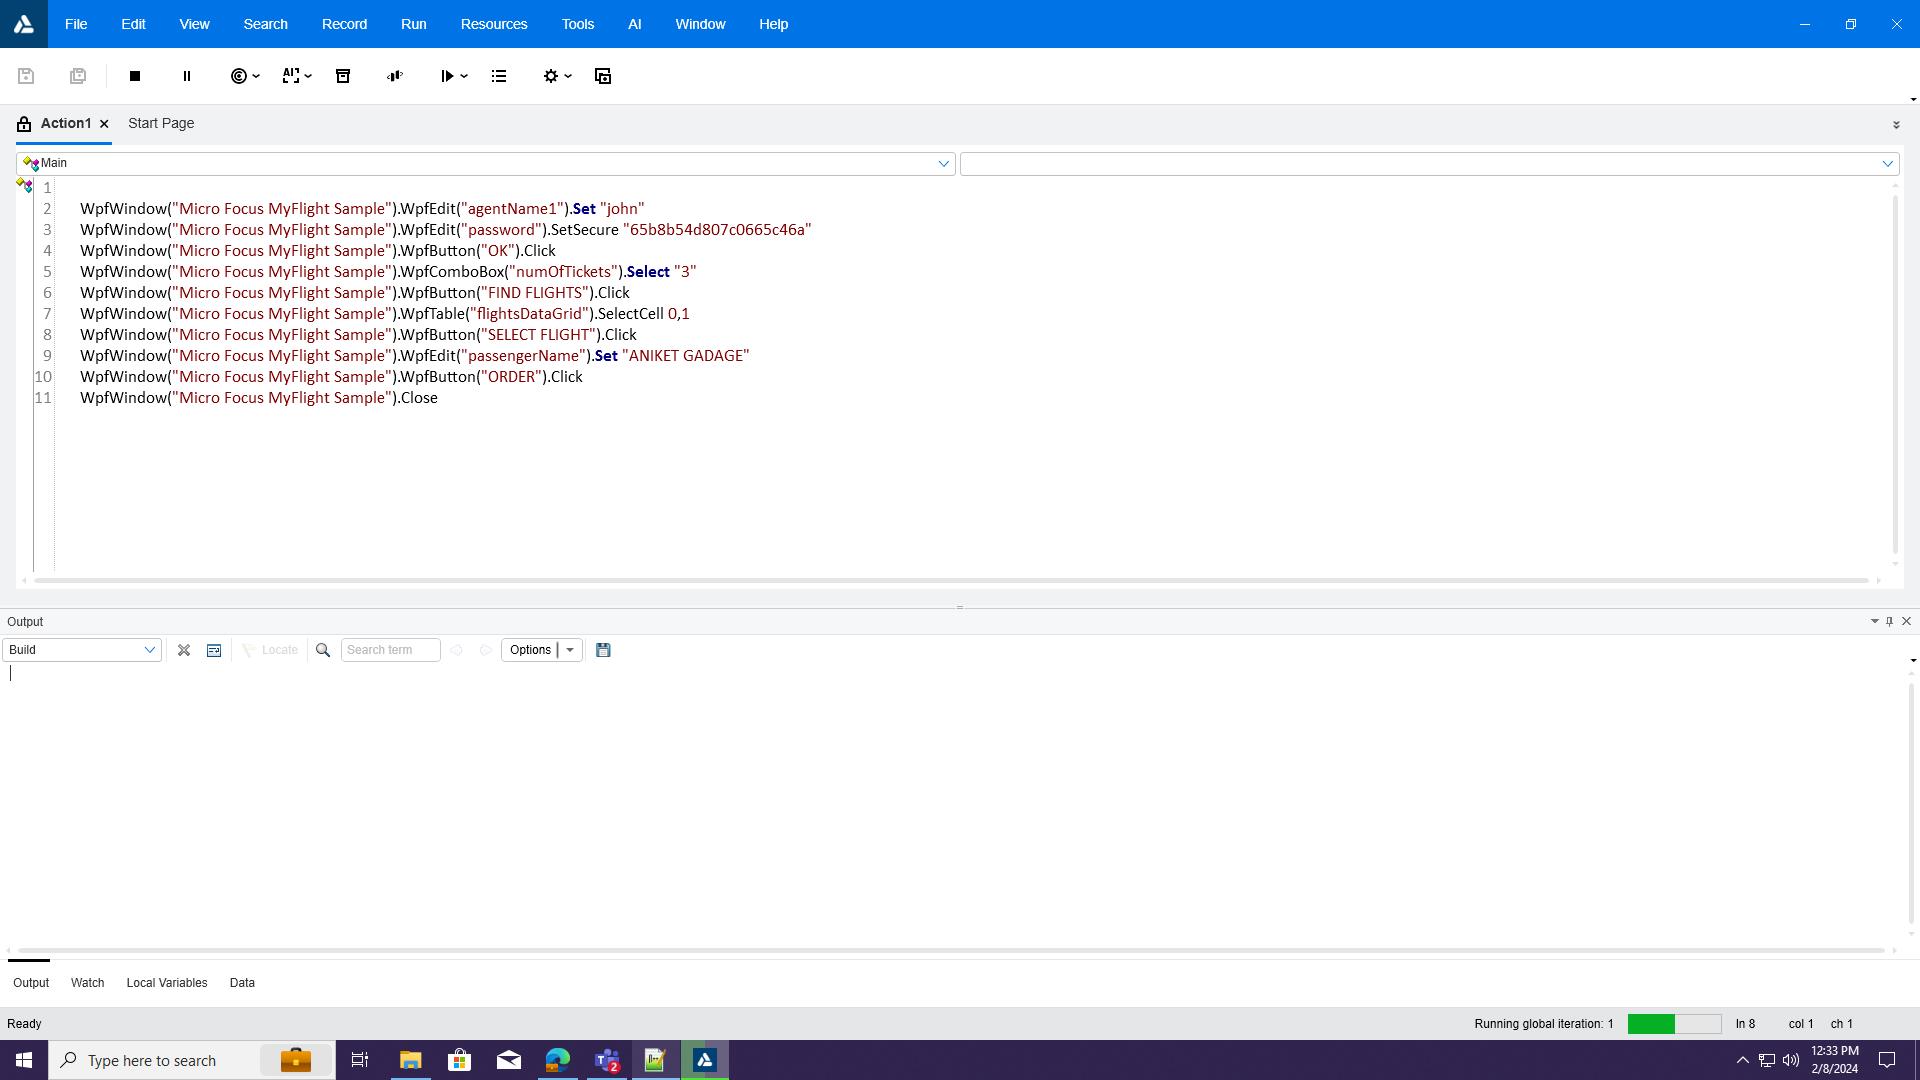 File Edit View Search Record Run Resources Tools AI Window Help
AI
Action1 Start Page
Main
1
2 WpfWindow("Micro Focus MyFlight Sample").WpfEdit("agentName1").Set "john"
3 WpfWindow("Micro Focus MyFlight Sample").WpfEdit("password").SetSecure "65b8b54d807c0665c46a"
4 WpfWindow("Micro Focus MyFlight Sample").WpfButton("OK").Click
5 WpfWindow("Micro Focus MyFlight Sample").WpfComboBox("numOfTickets").Select "3"
6 WpfWindow("Micro Focus MyFlight Sample").WpfButton("FIND FLIGHTS").Click
7 WpfWindow("Micro Focus MyFlight Sample").WpfTable("flightsDataGrid").SelectCell 0,1
8 WpfWindow("Micro Focus MyFlight Sample").WpfButton("SELECT FLIGHT").Click
9 WpfWindow("Micro Focus MyFlight Sample").WpfEdit("passengerName").Set "ANIKET GADAGE"
10 WpfWindow("Micro Focus MyFlight Sample").WpfButton("ORDER").Click
11 WpfWindow("Micro Focus MyFlight Sample").Close
Output
Build Locate Search term Options
Output Watch Local Variables Data
Ready Running global iteration: 1 ln 8 col 1 ch 1
Type here to search 2 12:33 PM
2/8/2024